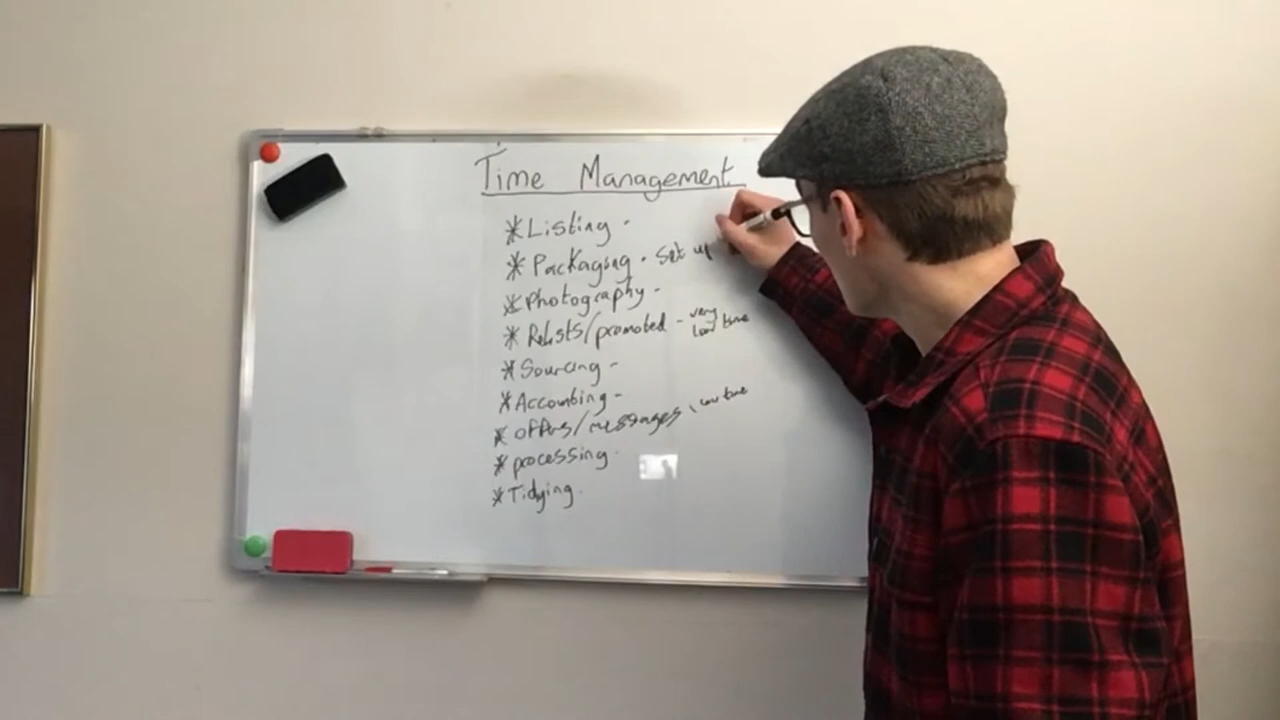 Time Management
* Listing -
* Packaging - Set up
* Photography -
* Relists/promoted - very low time
* Sourcing -
* Accounting -
* Offers/messages, low time
* processing -
* Tidying.